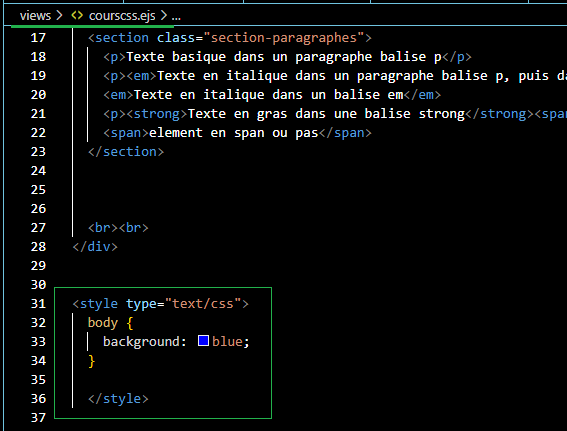 views > courscss.ejs > ...
17 <section class="section-paragraphes">
18 <p>Texte basique dans un paragraphe balise p</p>
19 <p><em>Texte en italique dans un paragraphe balise p, puis da
20 <em>Texte en italique dans un balise em</em>
21 <p><strong>Texte en gras dans une balise strong</strong><span
22 <span>element en span ou pas</span>
23 </section>
24
25
26
27 <br><br>
28 </div>
29
30
31 <style type="text/css">
32 body {
33 background: blue;
34 }
35
36 </style>
37